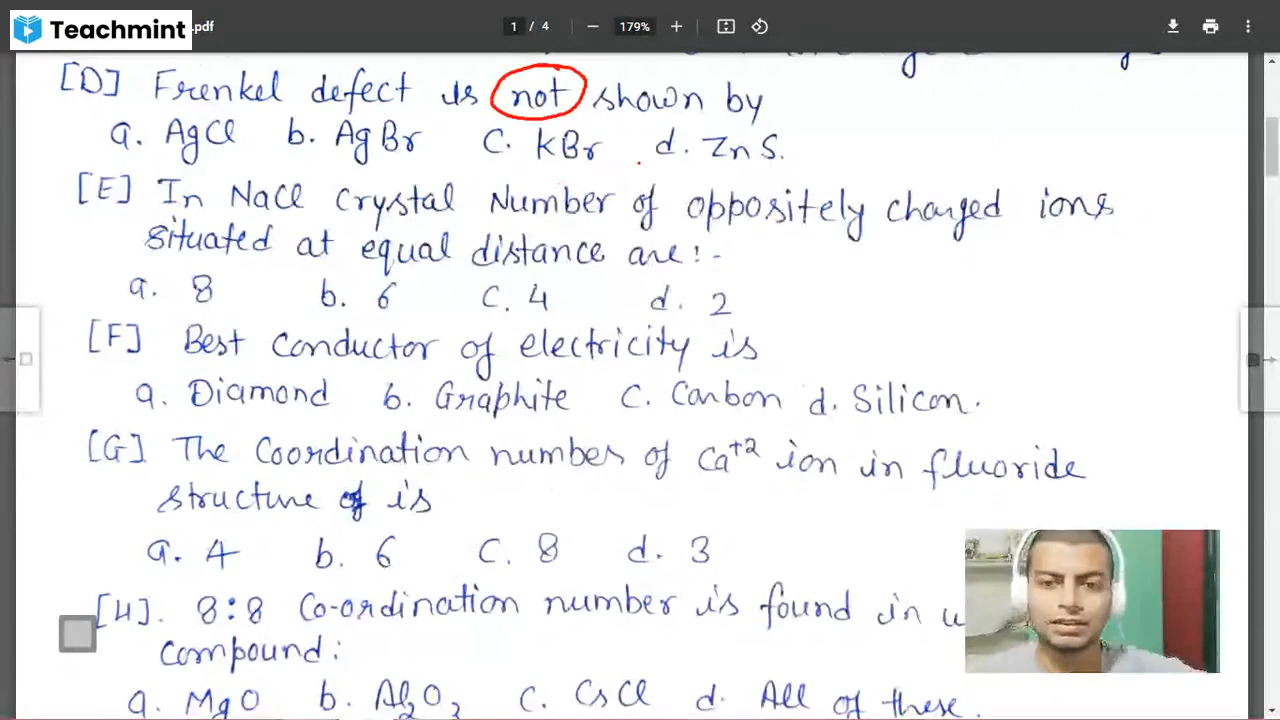 Teachmint
.pdf
1 / 4
179%
[D] Frenkel defect is not shown by
a. AgCl b. AgBr C. KBr d. ZnS.
[E] In NaCl Crystal Number of oppositely charged ions
situated at equal distance are:-
a. 8 b. 6 C. 4 d. 2
[F] Best Conductor of electricity is
a. Diamond b. Graphite C. Carbon d. Silicon.
[G] The Coordination number of Ca+2 ion in fluoride
structure is
a. 4 b. 6 C. 8 d. 3
[H]. 8:8 Co-ordination number is found in
compound:
a. MgO b. Al2O3 C. CsCl d. All of these.